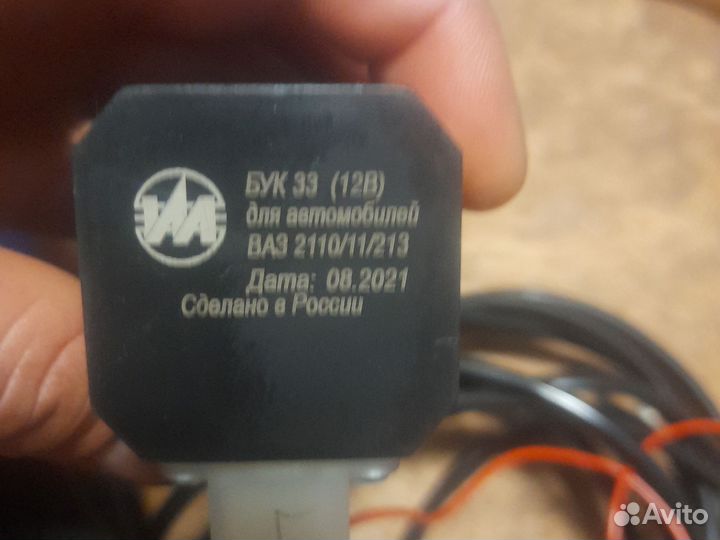 БУК 33 (12В)
для автомобилей
ВАЗ 2110/11/213
Дата: 08.2021
Сделано в России
Avito